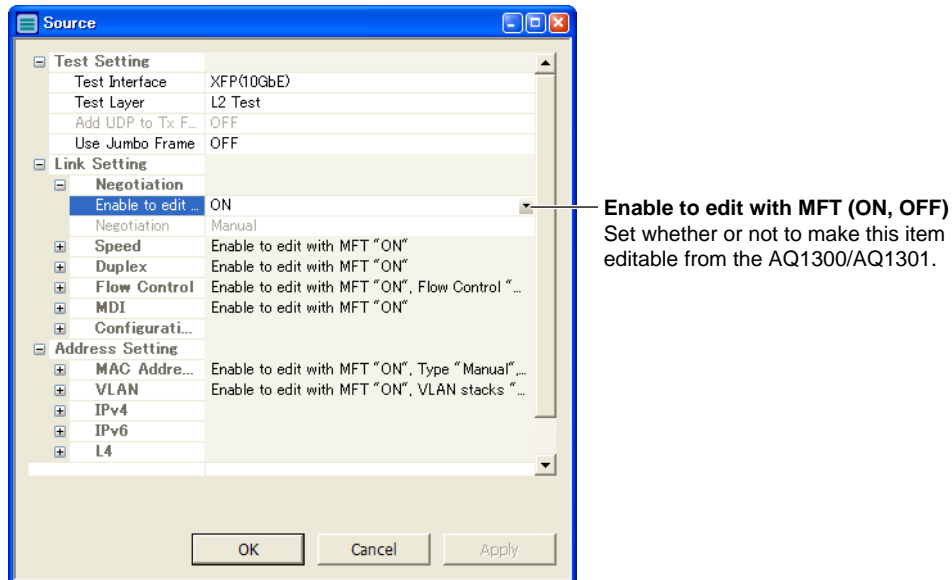 Source
Test Setting
Test Interface XFP(10GbE)
Test Layer L2 Test
Add UDP to Tx F... OFF
Use Jumbo Frame OFF
Link Setting
Negotiation
Enable to edit ... ON
Negotiation Manual
Speed Enable to edit with MFT "ON"
Duplex Enable to edit with MFT "ON"
Flow Control Enable to edit with MFT "ON", Flow Control "...
MDI Enable to edit with MFT "ON"
Configurati...
Address Setting
MAC Addre... Enable to edit with MFT "ON", Type "Manual",...
VLAN Enable to edit with MFT "ON", VLAN stacks "...
IPv4
IPv6
L4
OK Cancel Apply
Enable to edit with MFT (ON, OFF)
Set whether or not to make this item
editable from the AQ1300/AQ1301.